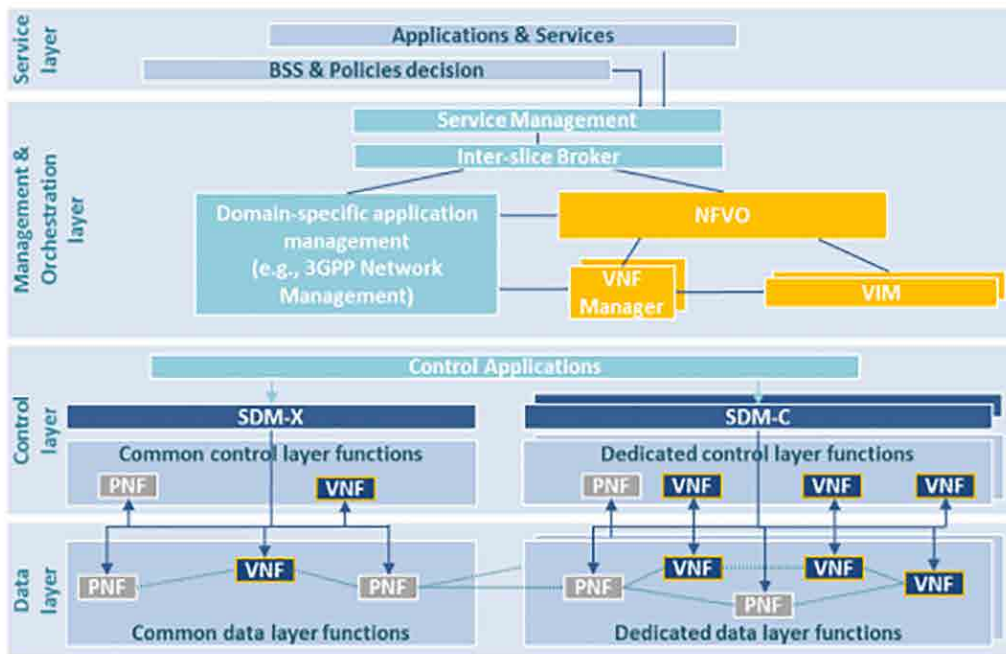 Service
layer
Applications & Services
BSS & Policies decision
Management &
Orchestration
layer
Service Management
Inter-slice Broker
Domain-specific application
management
(e.g., 3GPP Network
Management)
NFVO
VNF
Manager
VIM
Control
layer
Control Applications
SDM-X
SDM-C
Common control layer functions
Dedicated control layer functions
PNF
VNF
PNF
VNF
VNF
VNF
Data
layer
PNF
VNF
PNF
PNF
VNF
PNF
VNF
VNF
Common data layer functions
Dedicated data layer functions